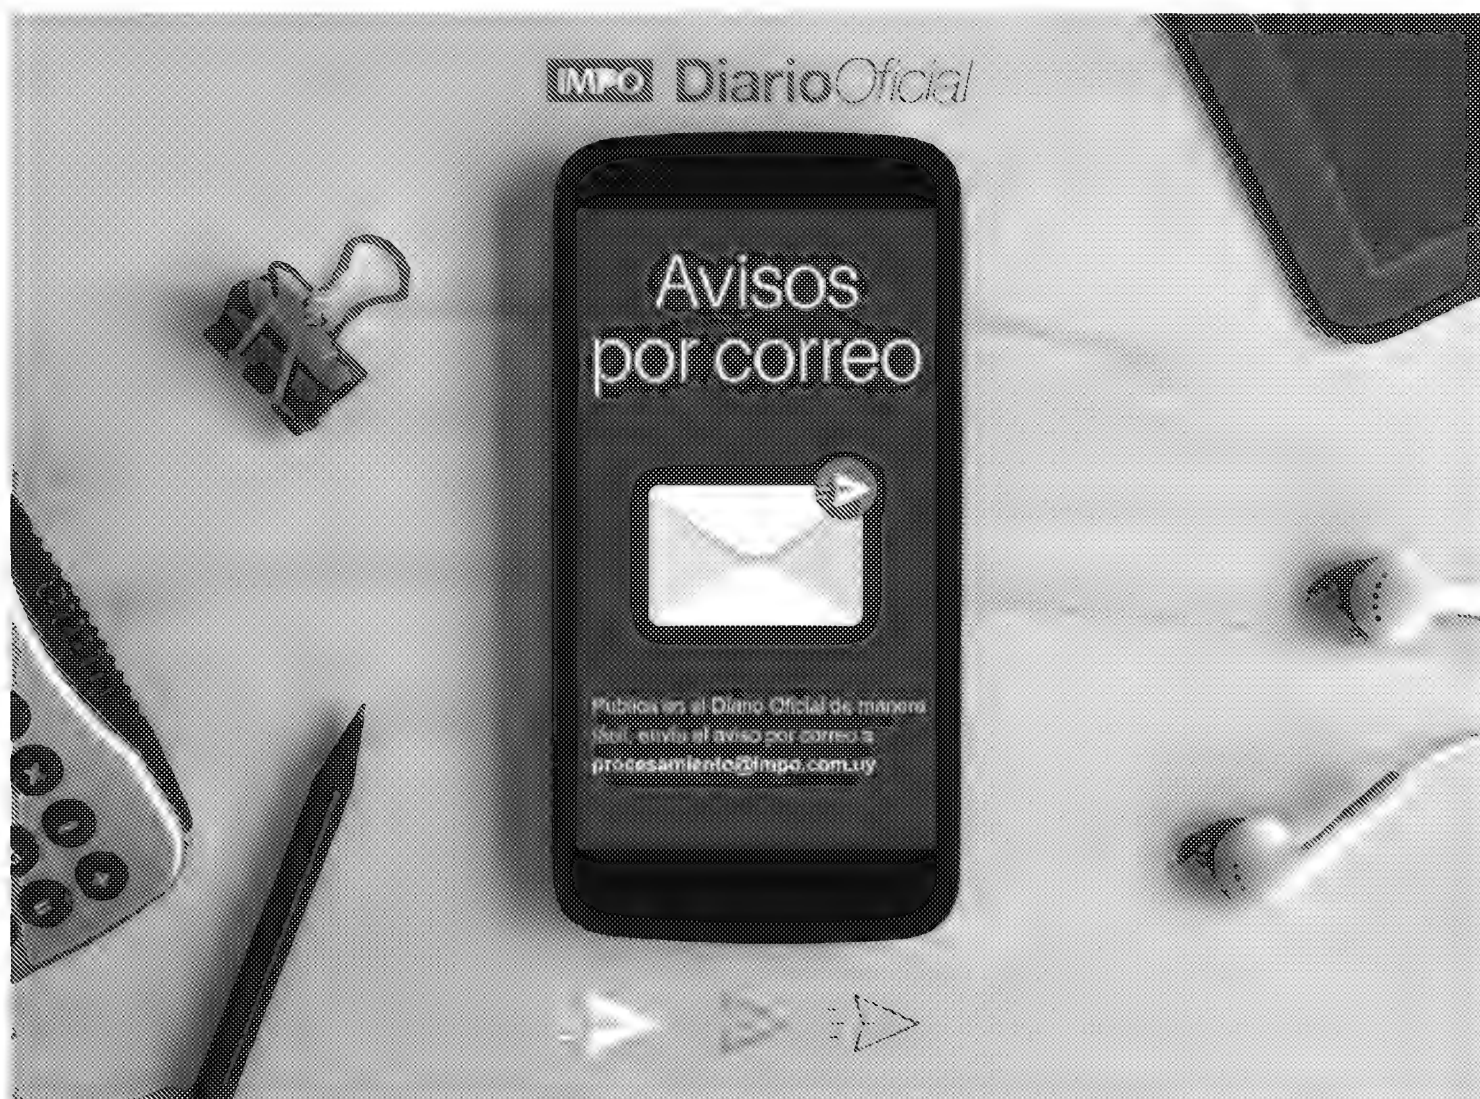 IMPO DiarioOficial
Avisos
por correo
Publica en el Diario Oficial de manera
fácil, envía el aviso por correo a
procesamiento@impo.com.uy